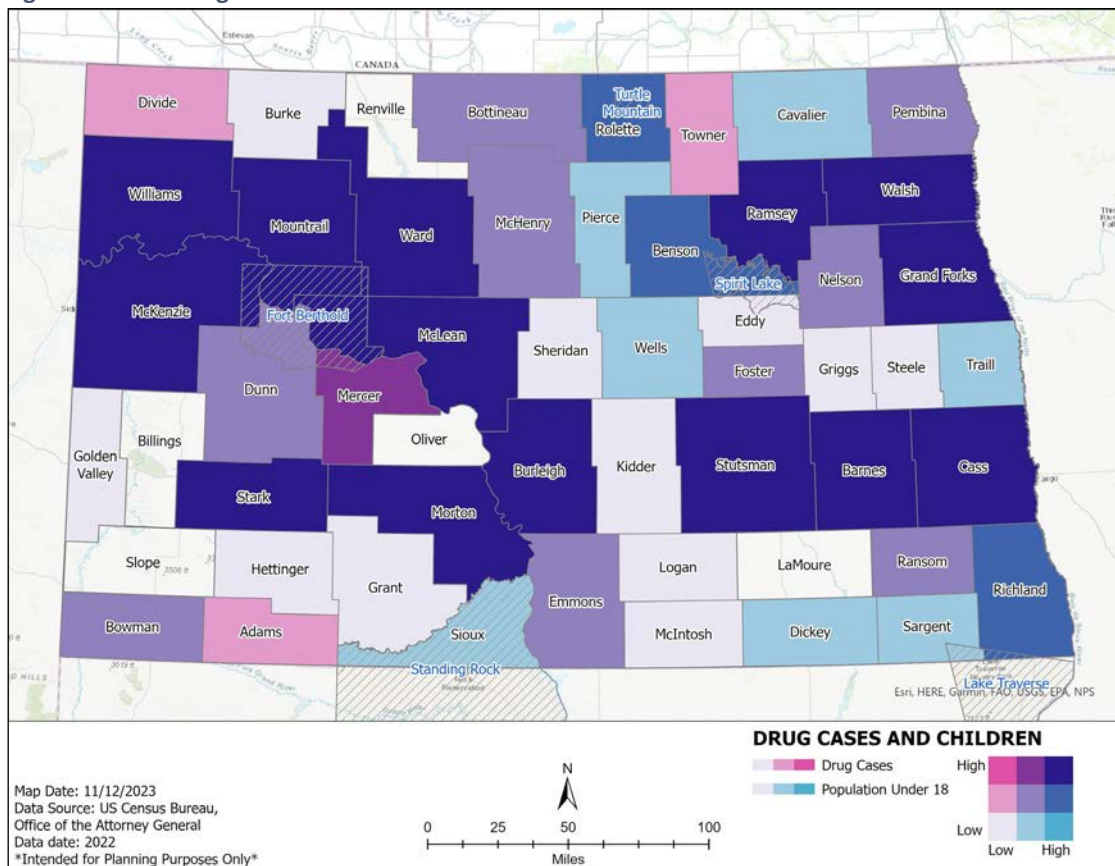 Estevan
CANADA
Divide
Burke
Renville
Bottineau
Turtle
Mountain
Rolette
Towner
Cavalier
Pembina
Williams
Mountrail
Ward
McHenry
Pierce
Benson
Ramsey
Walsh
Spirit Lake
Nelson
Grand Forks
McKenzie
Fort Berthold
McLean
Sheridan
Wells
Eddy
Foster
Griggs
Steele
Traill
Dunn
Mercer
Oliver
Golden
Valley
Billings
Stark
Morton
Burleigh
Kidder
Stutsman
Barnes
Cass
Slope
3506 ft
Hettinger
Grant
Emmons
Logan
LaMoure
Ransom
Richland
Bowman
Adams
Sioux
McIntosh
Dickey
Sargent
Standing Rock
Lake Traverse
Esri, HERE, Garmin, FAO, USGS, EPA, NPS
DRUG CASES AND CHILDREN
Drug Cases
Population Under 18
High
Low
Low High
Map Date: 11/12/2023
Data Source: US Census Bureau,
Office of the Attorney General
Data date: 2022
*Intended for Planning Purposes Only*
N
0 25 50 100
Miles